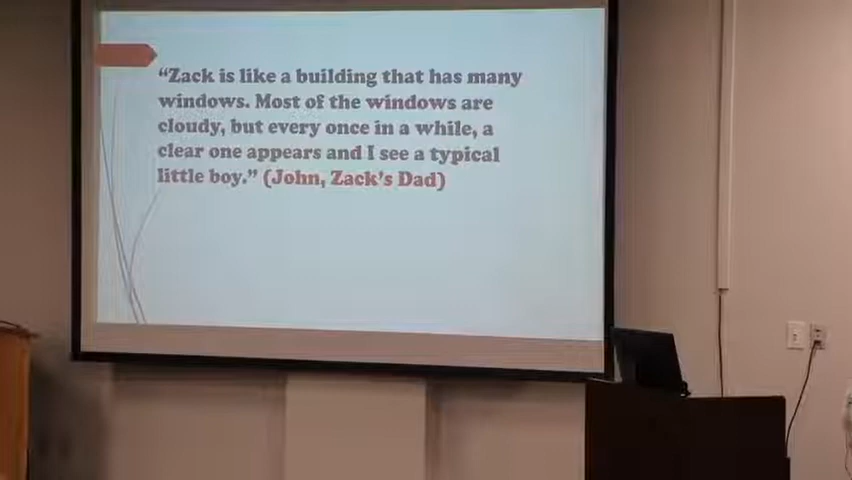 “Zack is like a building that has many
windows. Most of the windows are
cloudy, but every once in a while, a
clear one appears and I see a typical
little boy.” (John, Zack’s Dad)